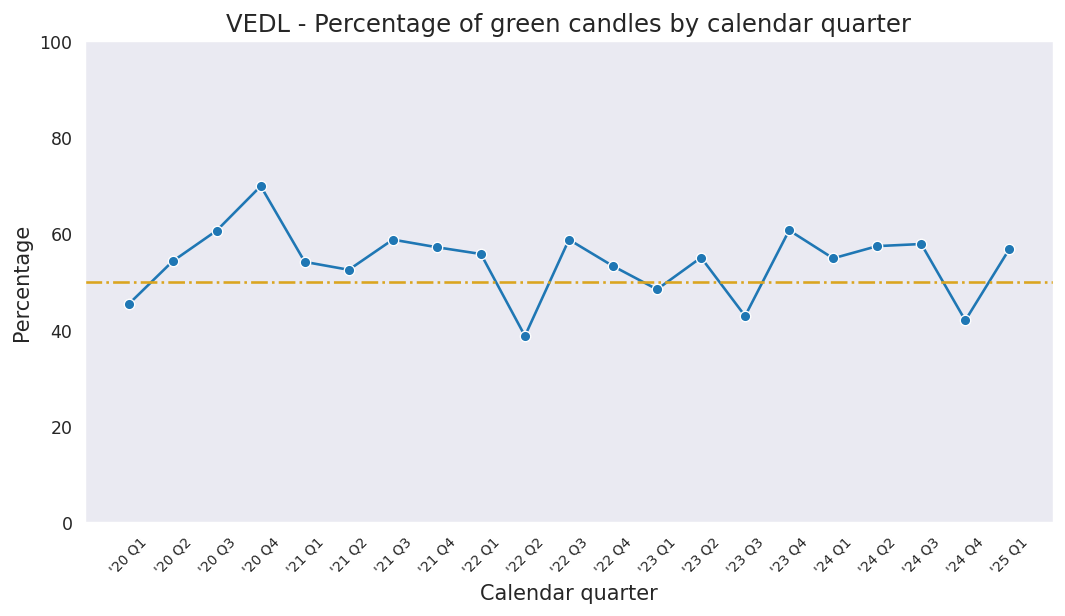 VEDL - Percentage of green candles by calendar quarter
Percentage
100
80
60
40
20
0
'20 Q1
'20 Q2
'20 Q3
'20 Q4
'21 Q1
'21 Q2
'21 Q3
'21 Q4
'22 Q1
'22 Q2
'22 Q3
'22 Q4
'23 Q1
'23 Q2
'23 Q3
'23 Q4
'24 Q1
'24 Q2
'24 Q3
'24 Q4
'25 Q1
Calendar quarter